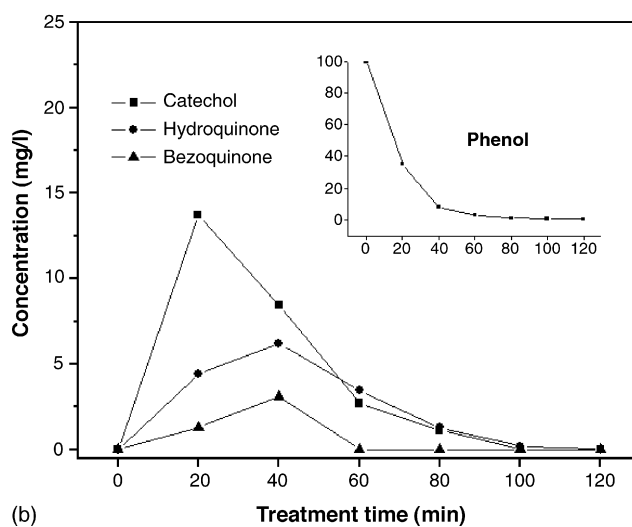 25
20
15
10
5
0
Concentration (mg/l)
Catechol
Hydroquinone
Bezoquinone
100
80
60
40
20
0
Phenol
0 20 40 60 80 100 120
0 20 40 60 80 100 120
Treatment time (min)
(b)